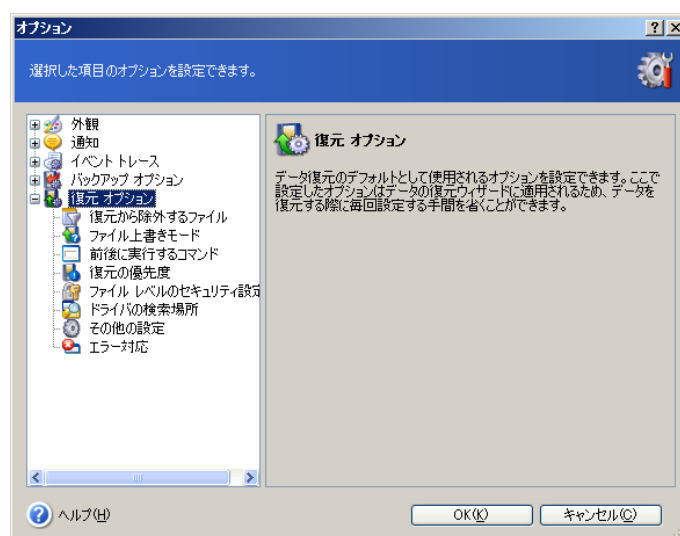 オプション
選択した項目のオプションを設定できます。
外観
通知
イベント トレース
バックアップ オプション
復元 オプション
復元から除外するファイル
ファイル上書きモード
前後に実行するコマンド
復元の優先度
ファイル レベルのセキュリティ設定
ドライバの検索場所
その他の設定
エラー対応
復元 オプション
データ復元のデフォルトとして使用されるオプションを設定できます。ここで
設定したオプションはデータの復元ウィザードに適用されるため、データを
復元する際に毎回設定する手間を省くことができます。
ヘルプ(H)
OK(K)
キャンセル(C)